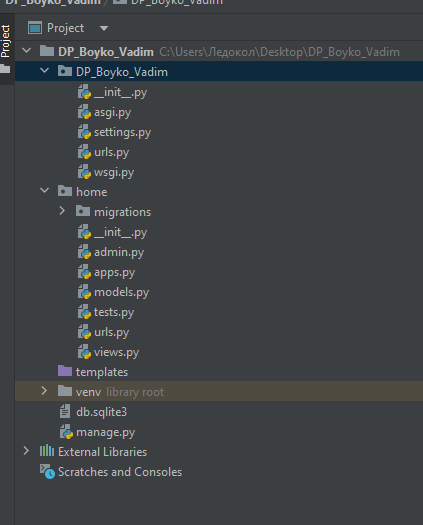 DP_Boyko_Vadim DP_Boyko_Vadim
Project
Project
DP_Boyko_Vadim C:\Users\Ледокол\Desktop\DP_Boyko_Vadim
DP_Boyko_Vadim
__init__.py
asgi.py
settings.py
urls.py
wsgi.py
home
migrations
__init__.py
admin.py
apps.py
models.py
tests.py
urls.py
views.py
templates
venv library root
db.sqlite3
manage.py
External Libraries
Scratches and Consoles